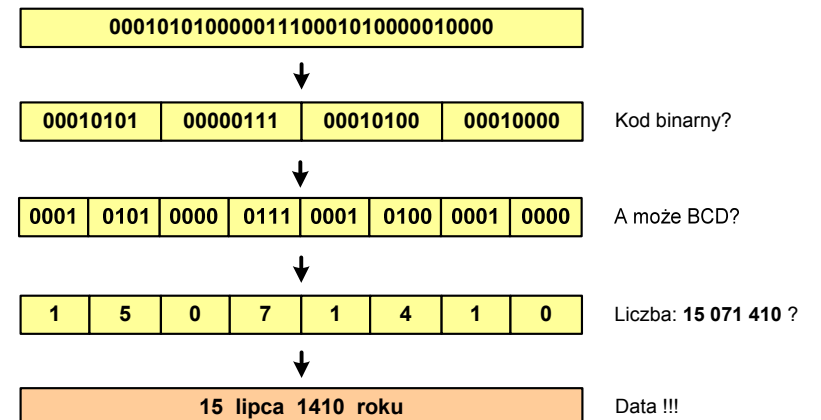 00010101000001110001010000010000
00010101 00000111 00010100 00010000 Kod binarny?
0001 0101 0000 0111 0001 0100 0001 0000 A może BCD?
1 5 0 7 1 4 1 0 Liczba: 15 071 410 ?
15 lipca 1410 roku Data !!!